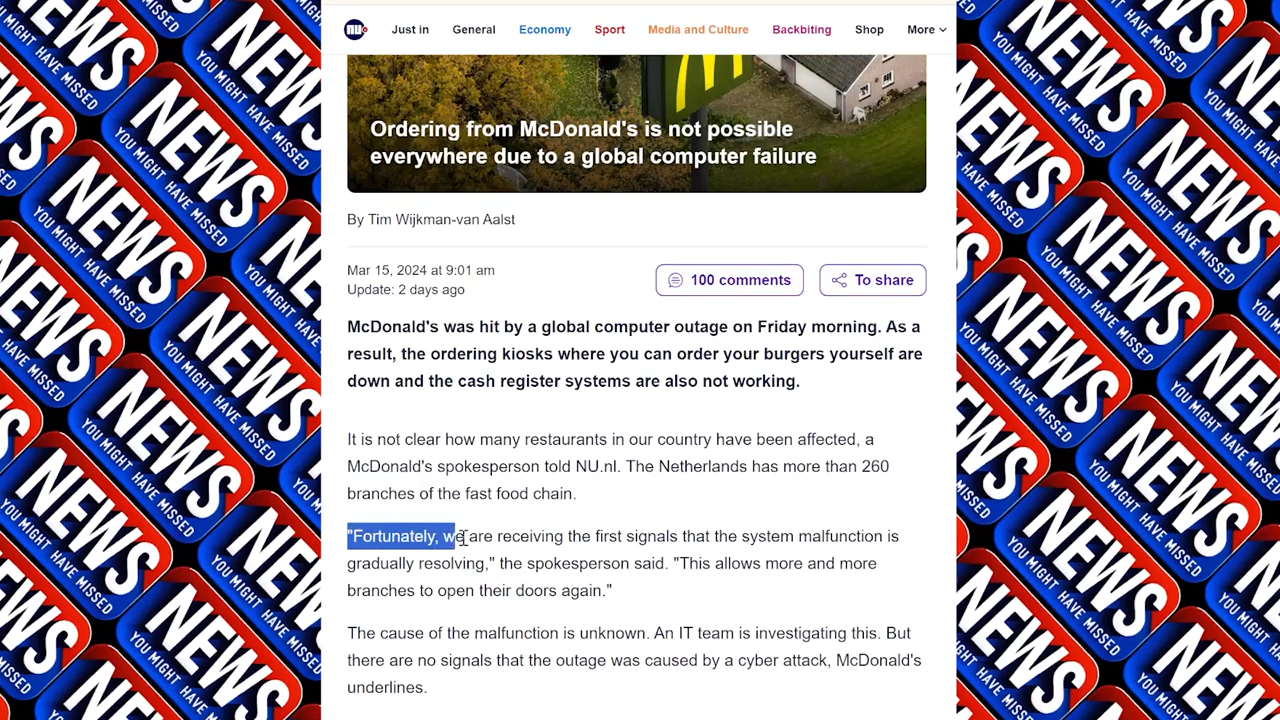 nu
Just in
General
Economy
Sport
Media and Culture
Backbiting
Shop
More
Ordering from McDonald's is not possible
everywhere due to a global computer failure
By Tim Wijkman-van Aalst
Mar 15, 2024 at 9:01 am
Update: 2 days ago
100 comments
To share
McDonald's was hit by a global computer outage on Friday morning. As a
result, the ordering kiosks where you can order your burgers yourself are
down and the cash register systems are also not working.
It is not clear how many restaurants in our country have been affected, a
McDonald's spokesperson told NU.nl. The Netherlands has more than 260
branches of the fast food chain.
"Fortunately, we are receiving the first signals that the system malfunction is
gradually resolving," the spokesperson said. "This allows more and more
branches to open their doors again."
The cause of the malfunction is unknown. An IT team is investigating this. But
there are no signals that the outage was caused by a cyber attack, McDonald's
underlines.
NEWS
YOU MIGHT HAVE MISSED